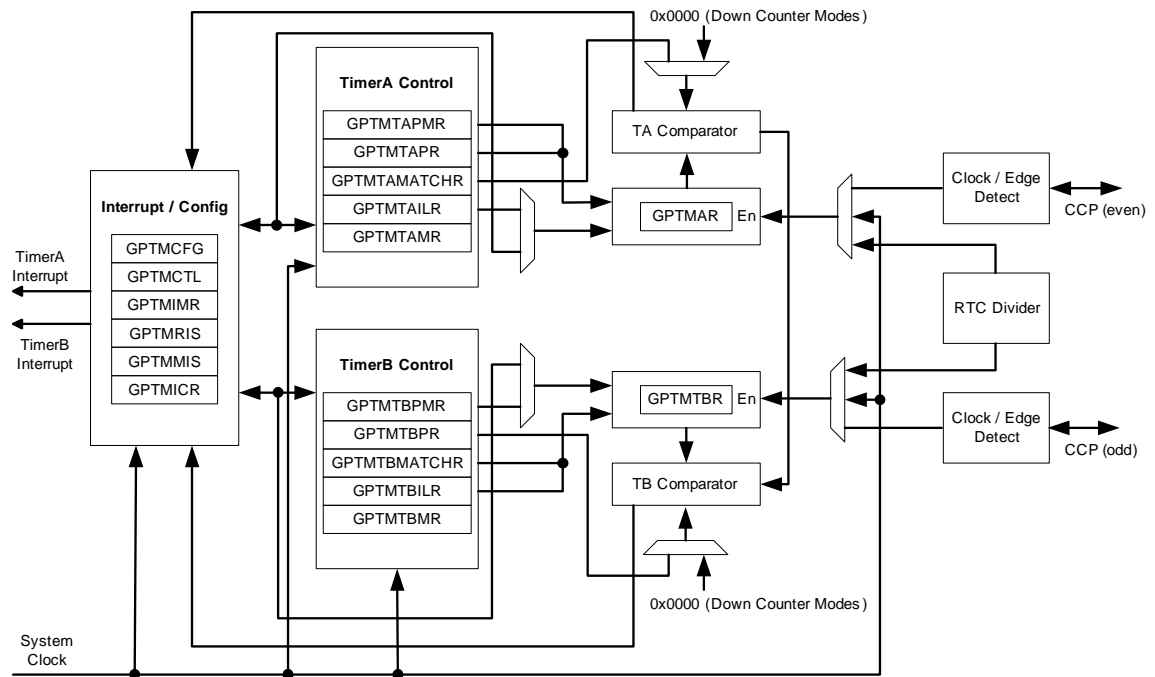 0x0000 (Down Counter Modes)
TimerA Control
GPTMTAPMR
GPTMTAPR
GPTMTAMATCHR
GPTMTAILR
GPTMTAMR
TA Comparator
GPTMAR
En
Clock / Edge
Detect
CCP (even)
Interrupt / Config
GPTMCFG
GPTMCTL
GPTMIMR
GPTMRIS
GPTMMIS
GPTMICR
TimerA
Interrupt
TimerB
Interrupt
RTC Divider
TimerB Control
GPTMTBPMR
GPTMTBPR
GPTMTBMATCHR
GPTMTBILR
GPTMTBMR
GPTMTBR
En
TB Comparator
Clock / Edge
Detect
CCP (odd)
0x0000 (Down Counter Modes)
System
Clock